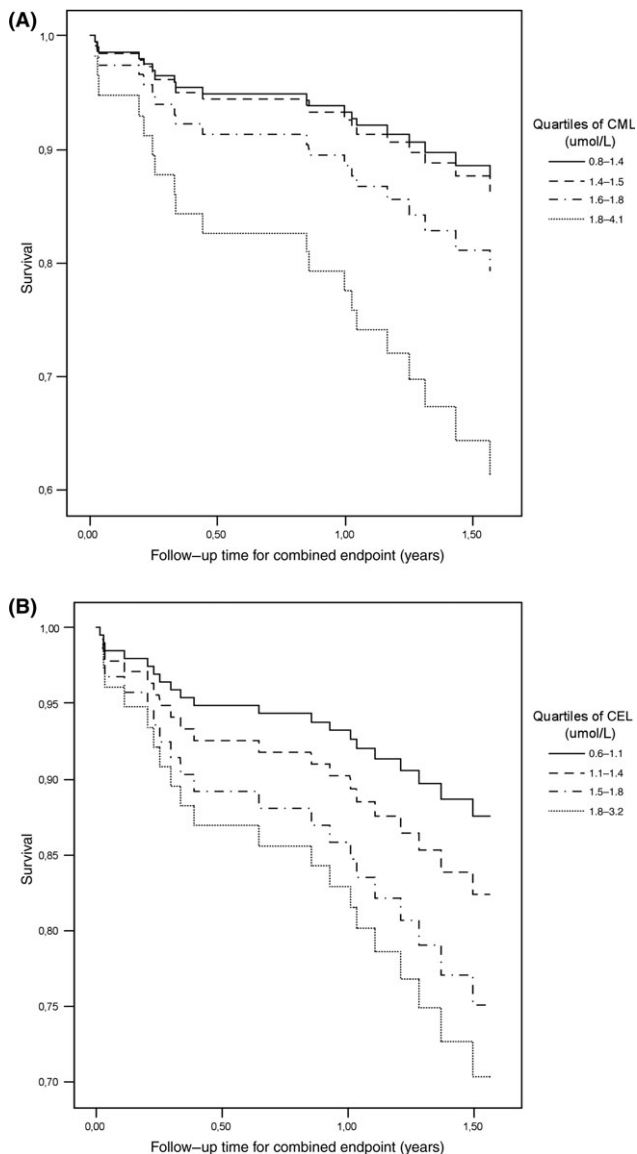 (A)
1,0
0,9
0,8
0,7
0,6
Survival
0,00
0,50
1,00
1,50
Follow–up time for combined endpoint (years)
Quartiles of CML
(umol/L)
0.8–1.4
1.4–1.5
1.6–1.8
1.8–4.1
(B)
1,00
0,95
0,90
0,85
0,80
0,75
0,70
Survival
0,00
0,50
1,00
1,50
Follow–up time for combined endpoint (years)
Quartiles of CEL
(umol/L)
0.6–1.1
1.1–1.4
1.5–1.8
1.8–3.2